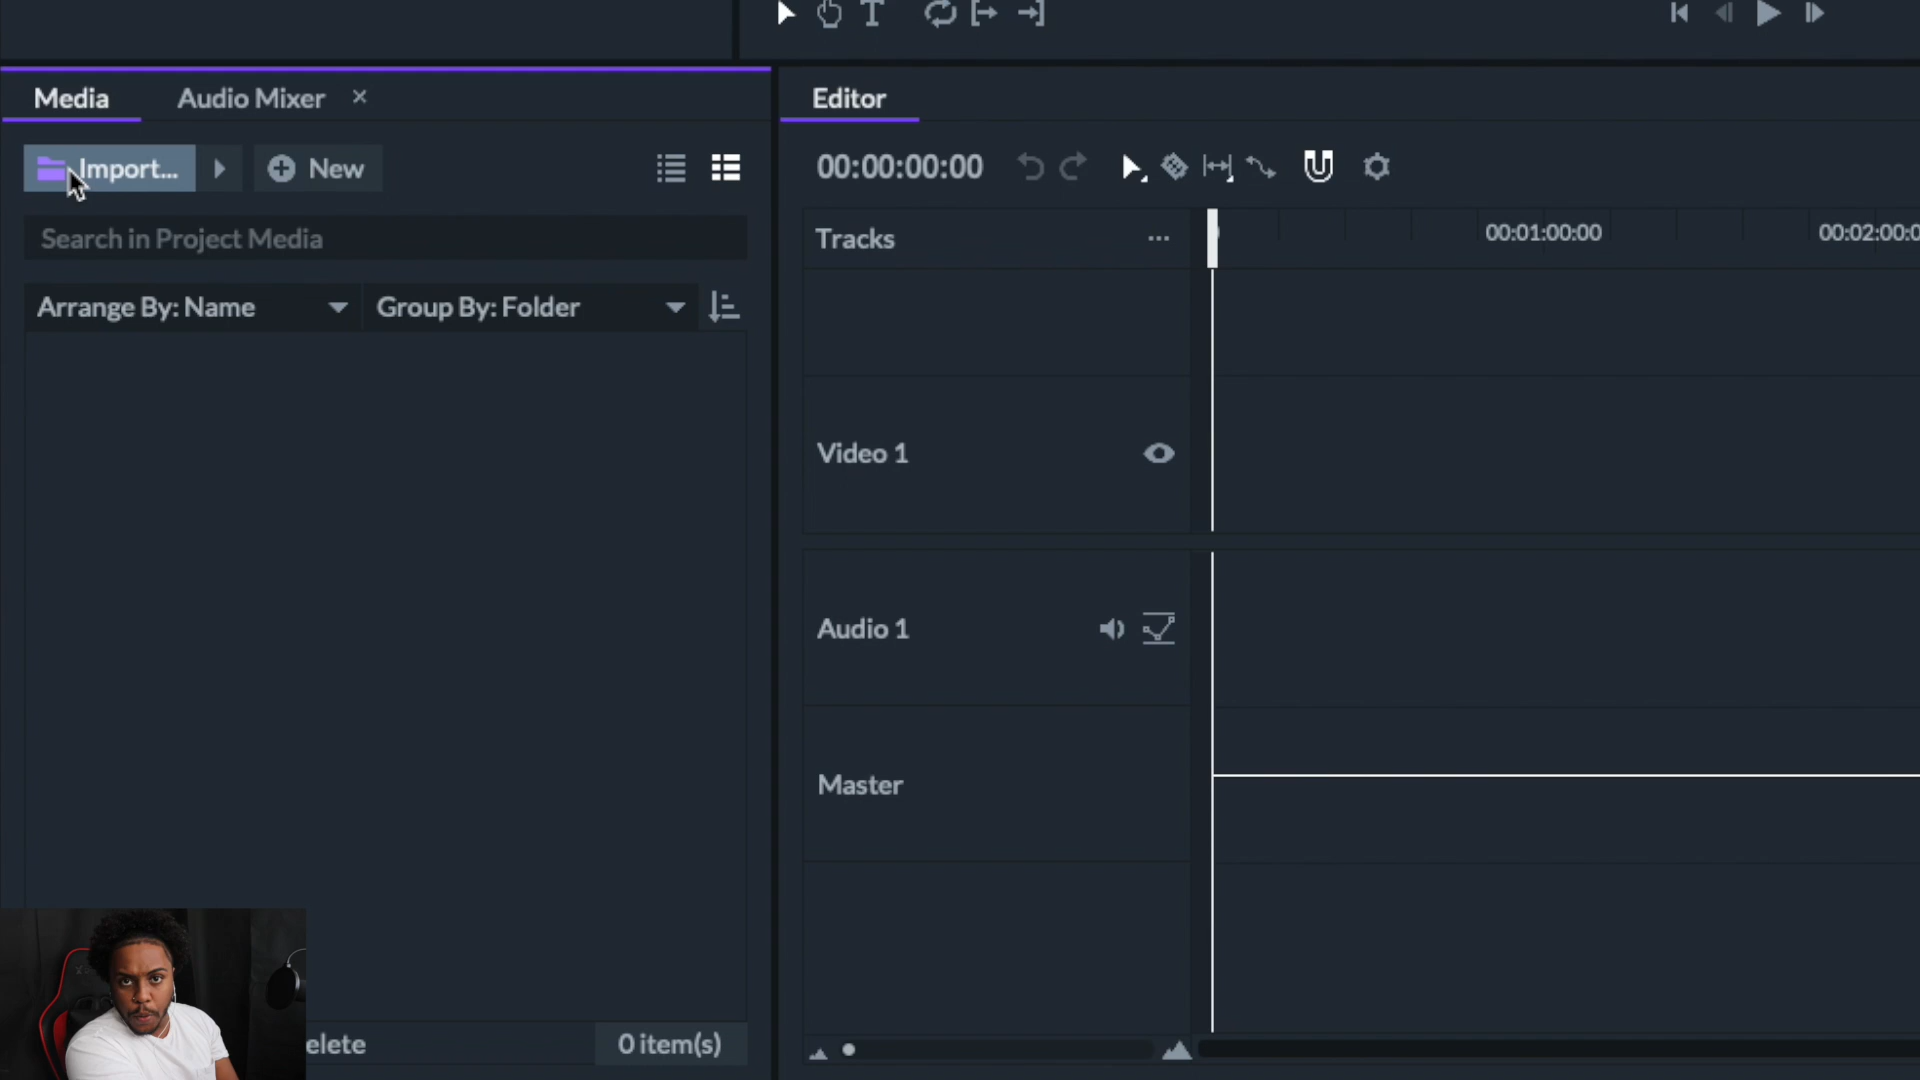 Media
Audio Mixer
Import...
New
Search in Project Media
Arrange By: Name
Group By: Folder
elete
0 item(s)
Editor
00:00:00:00
Tracks
00:01:00:00
00:02:00:0
Video 1
Audio 1
Master